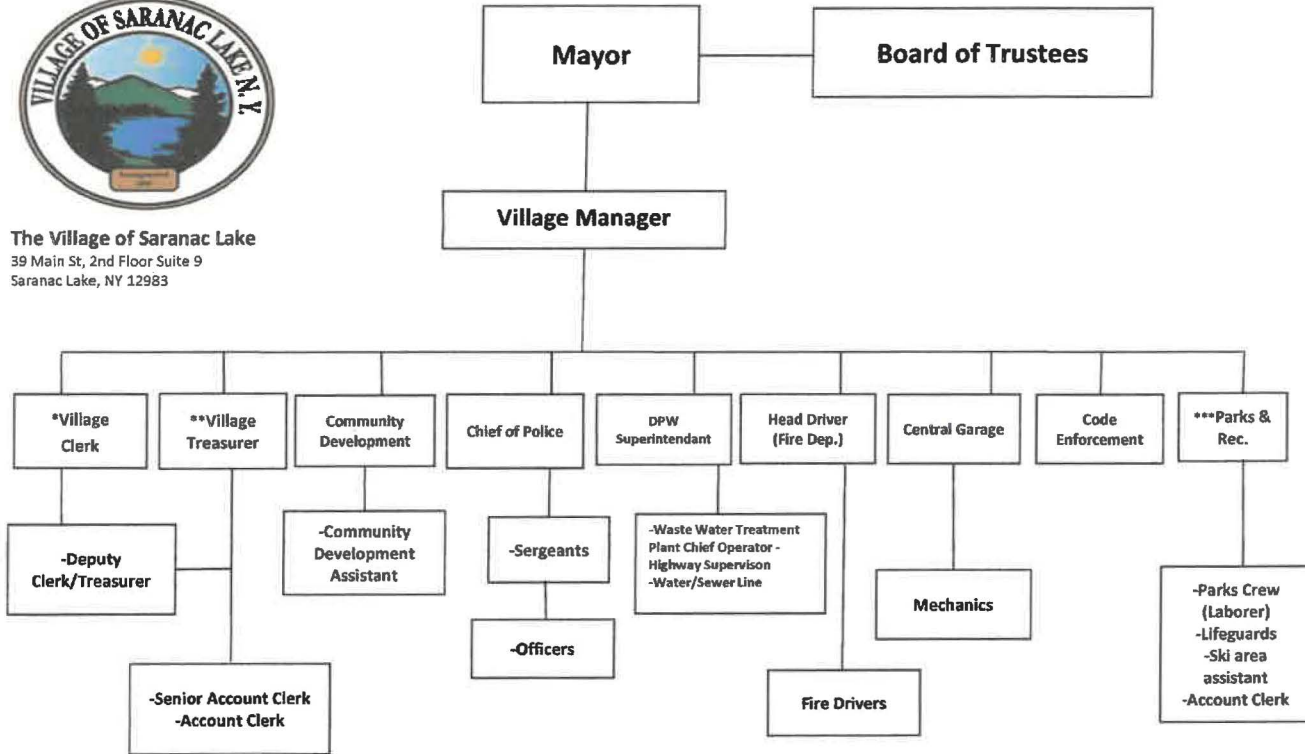 VILLAGE OF SARANAC LAKE N.Y.
Mayor
Board of Trustees
The Village of Saranac Lake
39 Main St, 2nd Floor Suite 9
Saranac Lake, NY 12983
Village Manager
*Village
Clerk
**Village
Treasurer
Community
Development
Chief of Police
DPW
Superintendant
Head Driver
(Fire Dep.)
Central Garage
Code
Enforcement
***Parks &
Rec.
-Deputy
Clerk/Treasurer
-Community
Development
Assistant
-Sergeants
-Waste Water Treatment
Plant Chief Operator -
Highway Supervison
-Water/Sewer Line
Mechanics
-Parks Crew
(Laborer)
-Lifeguards
-Ski area
assistant
-Account Clerk
-Officers
-Senior Account Clerk
-Account Clerk
Fire Drivers